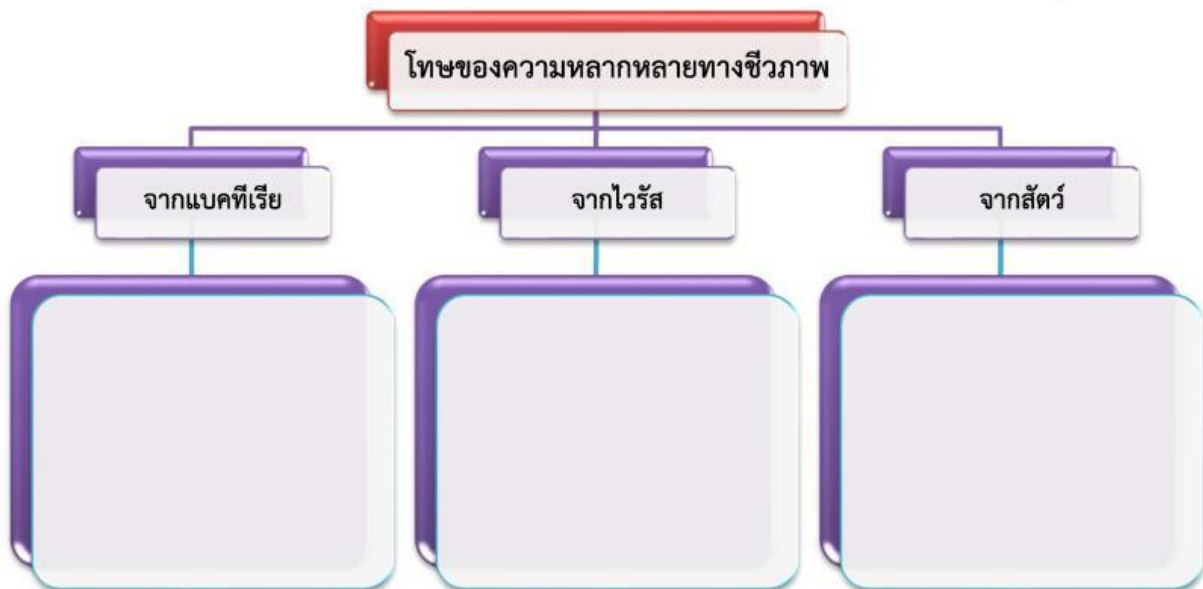 โทษของความหลากหลายทางชีวภาพ
จากแบคทีเรีย
จากไวรัส
จากสัตว์